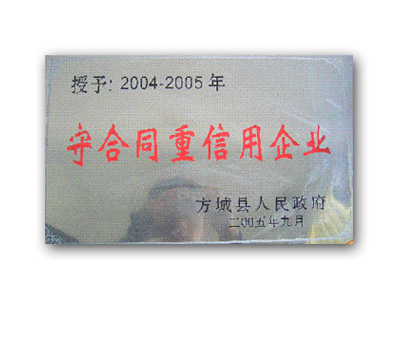 授予: 2004-2005 年
守合同重信用企业
方城县人民政府
二00五年九月